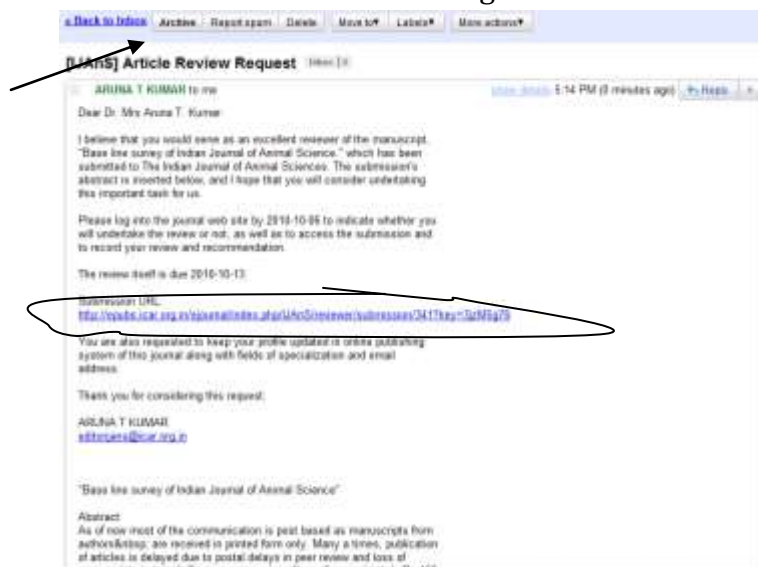 « Back to Inbox Archive Report spam Delete Move to▾ Labels▾ More actions▾
Article Review Request Inbox | X
ARUNA T KUMAR to me show details 5:14 PM (0 minutes ago) Reply
Dear Dr. Mrs Aruna T. Kumar
I believe that you would serve as an excellent reviewer of the manuscript,
"Base line survey of Indian Journal of Animal Science." which has been
submitted to The Indian Journal of Animal Sciences. The submission's
abstract is inserted below, and I hope that you will consider undertaking
this important task for us.
Please log into the journal web site by 2010-10-06 to indicate whether you
will undertake the review or not, as well as to access the submission and
to record your review and recommendation.
The review itself is due 2010-10-13.
Submission URL:
You are also requested to keep your profile updated in online publishing
system of this journal along with fields of specialization and email
address.
Thank you for considering this request.
ARUNA T KUMAR
"Base line survey of Indian Journal of Animal Science"
Abstract
As of now most of the communication is post based as manuscripts from
authors&nbsp; are received in printed form only. Many a times, publication
of articles is delayed due to postal delays in peer review and loss of